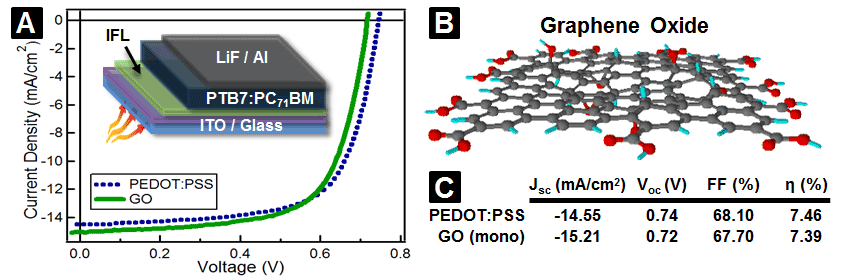 A
IFL
LiF / Al
PTB7:PC₇₁BM
ITO / Glass
PEDOT:PSS
GO
Current Density (mA/cm²)
0
-2
-4
-6
-8
-10
-12
-14
0.0
0.2
0.4
0.6
0.8
Voltage (V)
B
Graphene Oxide
C
Jsc (mA/cm²) Voc (V) FF (%) η (%)
PEDOT:PSS -14.55 0.74 68.10 7.46
GO (mono) -15.21 0.72 67.70 7.39